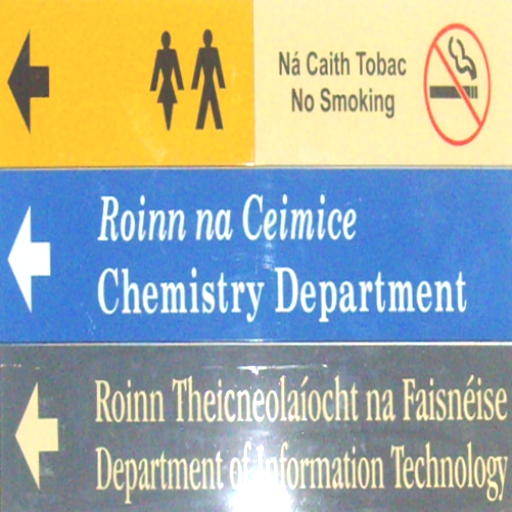 Ná Caith Tobac
No Smoking
Roinn na Ceimice
Chemistry Department
Roinn Theicneolaíocht na Faisnéise
Department of Information Technology